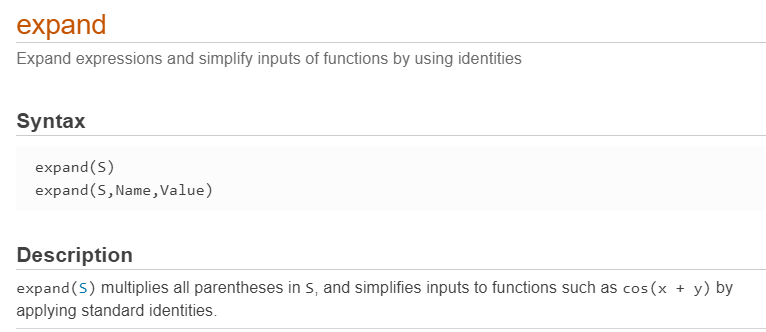 expand
Expand expressions and simplify inputs of functions by using identities
Syntax
expand(S)
expand(S,Name,Value)
Description
expand(S) multiplies all parentheses in S, and simplifies inputs to functions such as cos(x + y) by
applying standard identities.